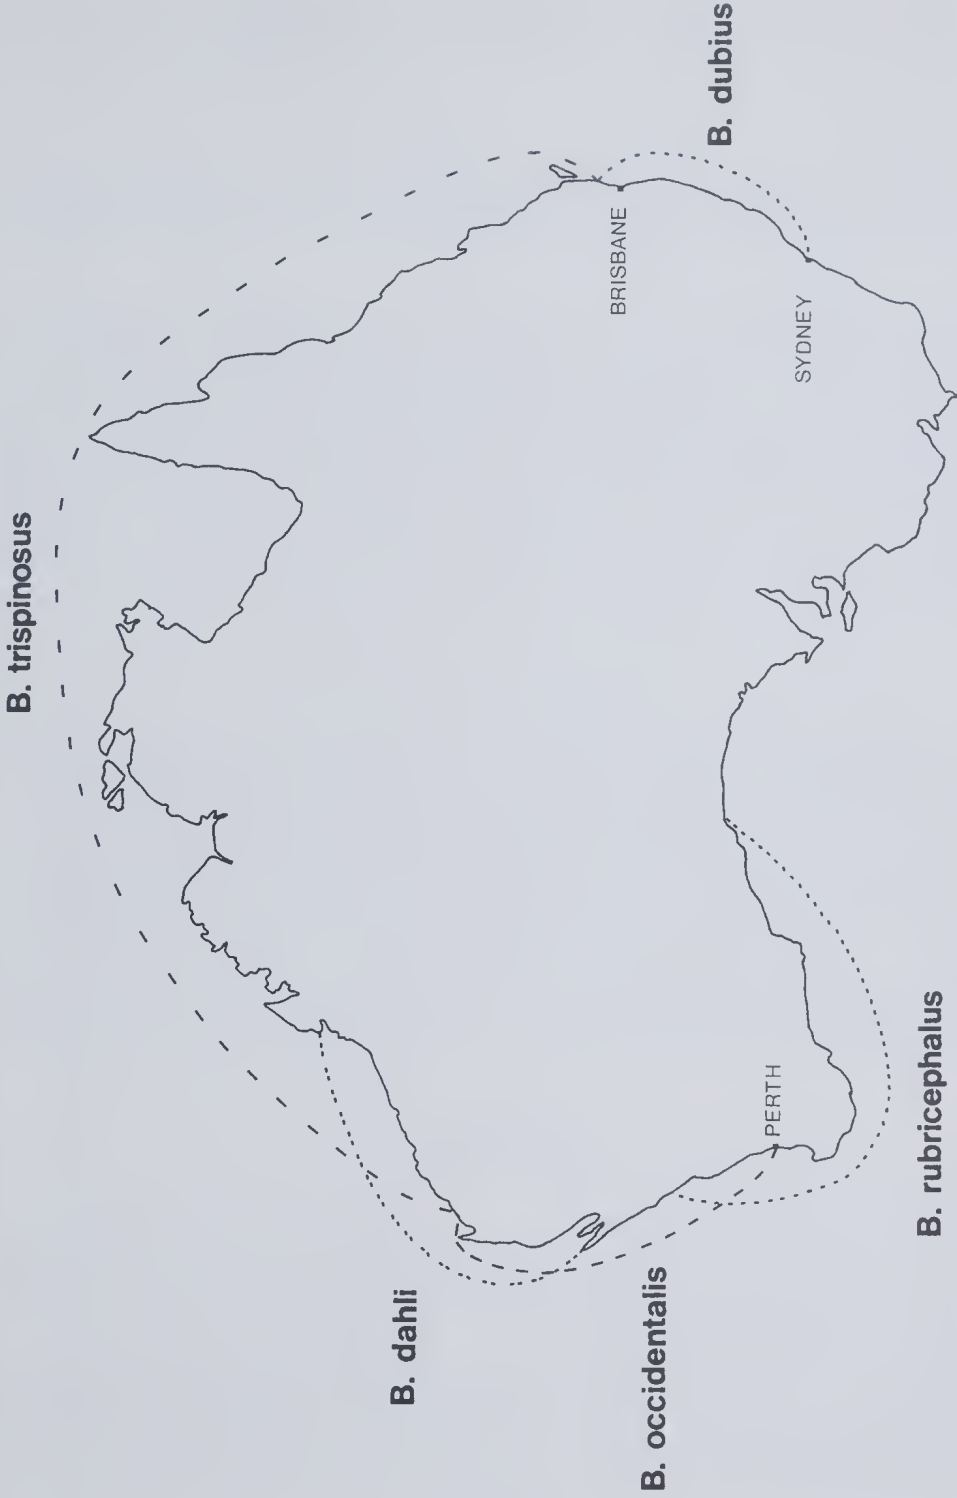 B. trispinosus
B. dahli
B. occidentalis
PERTH
B. rubricephalus
BRISBANE
SYDNEY
B. dubius